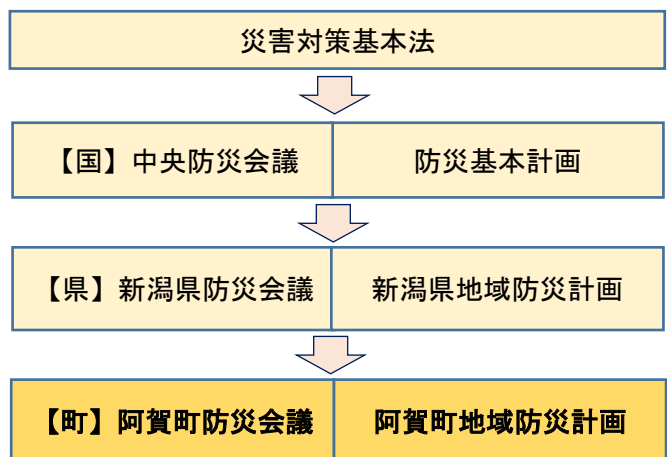 災害対策基本法
【国】中央防災会議 防災基本計画
【県】新潟県防災会議 新潟県地域防災計画
【町】阿賀町防災会議 阿賀町地域防災計画